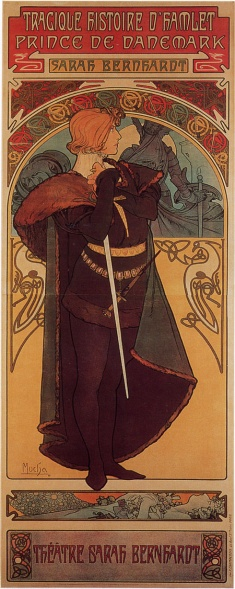 TRAGIQUE HISTOIRE D'HAMLET
PRINCE DE DANEMARK
SARAH BERNHARDT
Mucha
THÉÂTRE SARAH BERNHARDT